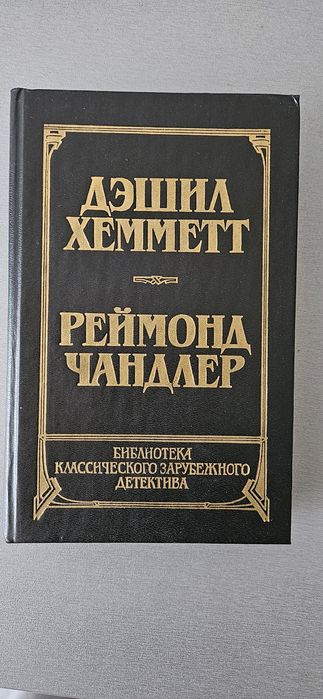 ДЭШИЛ
ХЕММЕТТ
РЕЙМОНД
ЧАНДЛЕР
БИБЛИОТЕКА
КЛАССИЧЕСКОГО ЗАРУБЕЖНОГО
ДЕТЕКТИВА